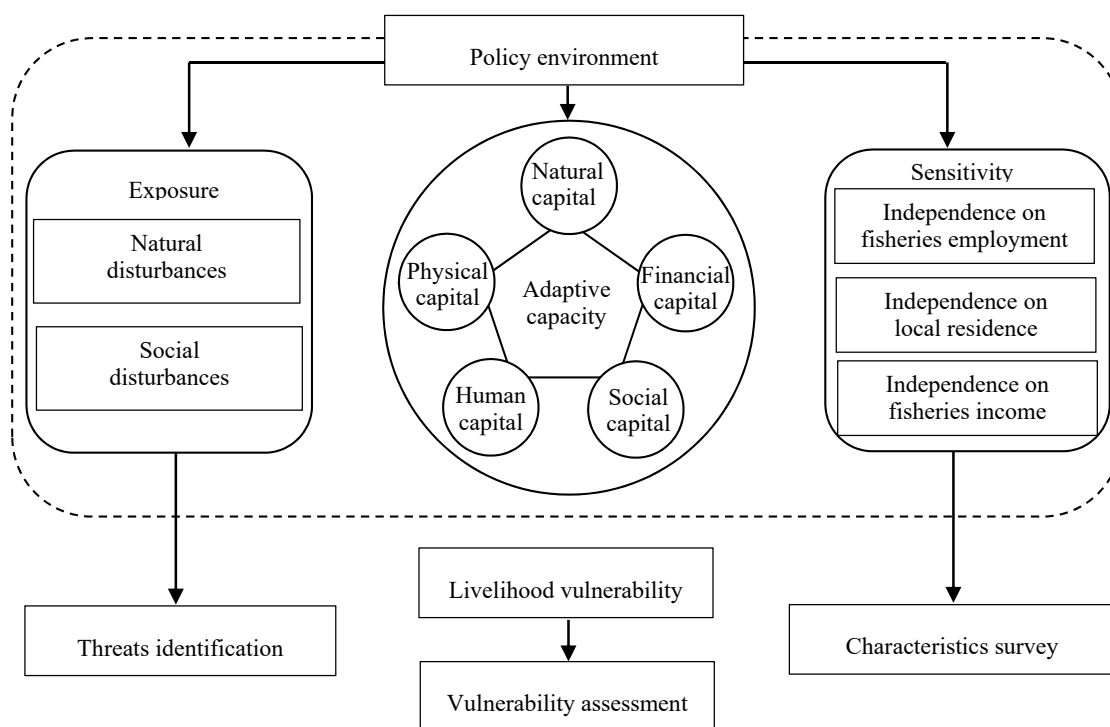 Policy environment
Exposure
Natural
disturbances
Social
disturbances
Natural
capital
Physical
capital
Financial
capital
Adaptive
capacity
Human
capital
Social
capital
Sensitivity
Independence on
fisheries employment
Independence on
local residence
Independence on
fisheries income
Threats identification
Livelihood vulnerability
Vulnerability assessment
Characteristics survey